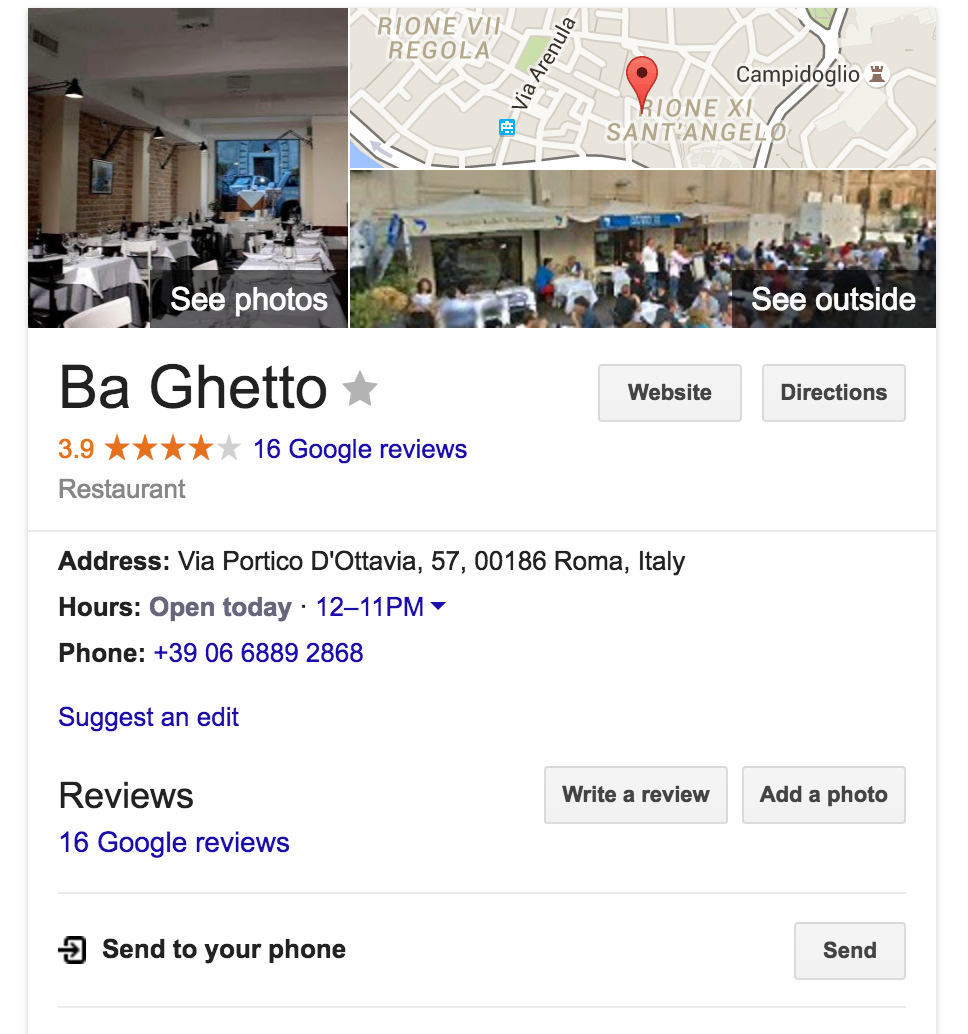 RIONE VII
REGOLA
Via Arenula
Campidoglio
RIONE XI
SANT'ANGELO
See photos
See outside
Ba Ghetto
Website
Directions
3.9
16 Google reviews
Restaurant
Address: Via Portico D'Ottavia, 57, 00186 Roma, Italy
Hours: Open today · 12–11PM
Phone: +39 06 6889 2868
Suggest an edit
Reviews
Write a review
Add a photo
16 Google reviews
Send to your phone
Send